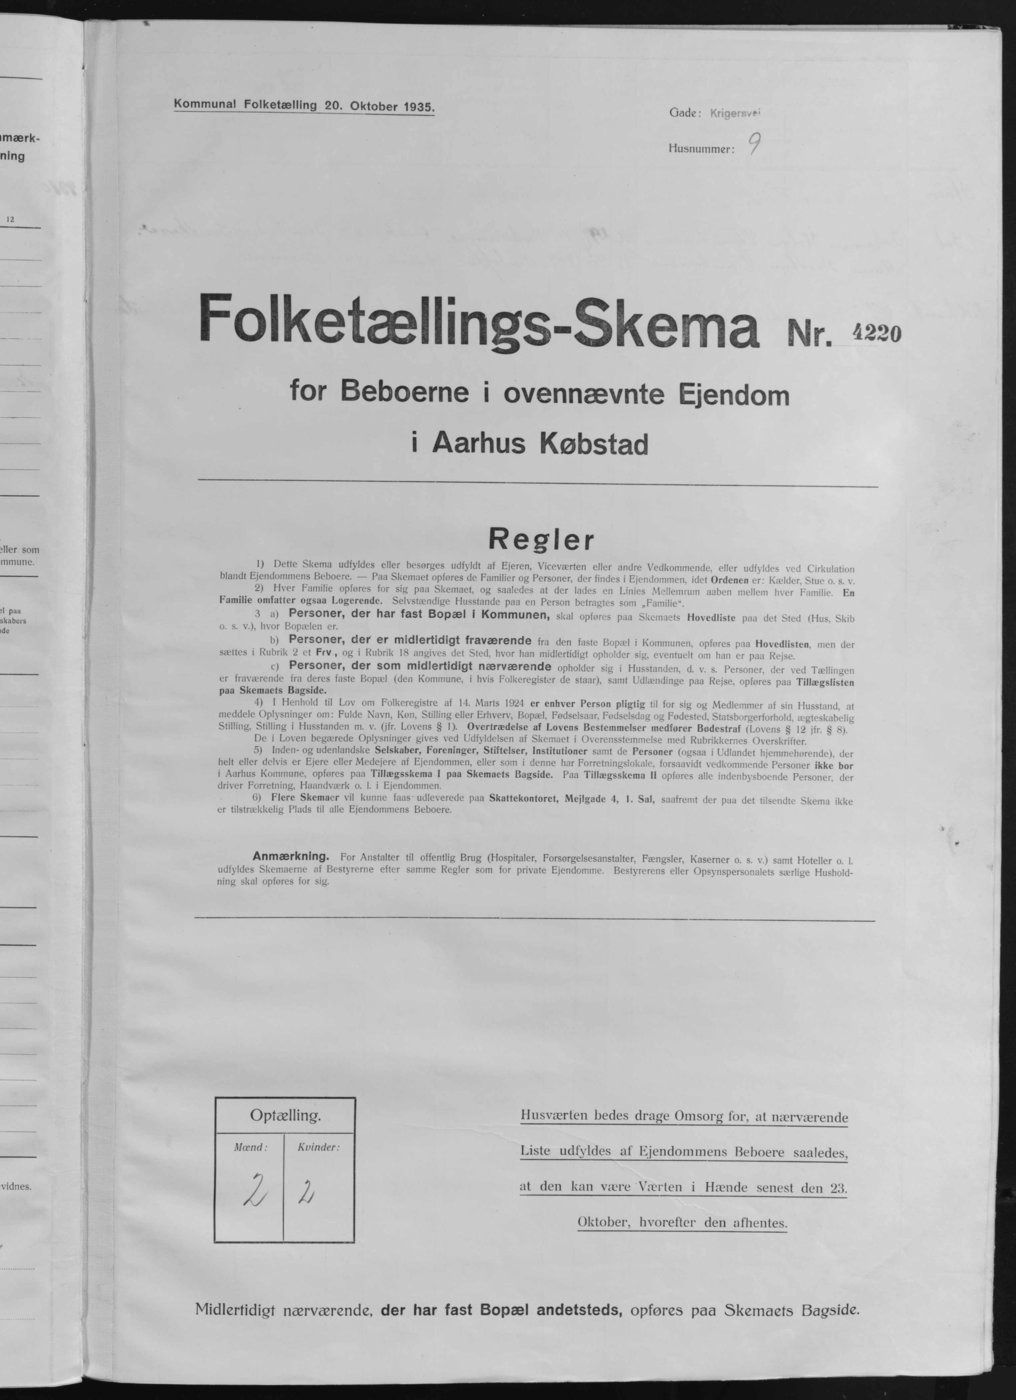 mærk-
ning
12
eller som
mmune.
vidnes.
Kommunal Folketælling 20. Oktober 1935.
Gade: Krigersvei
Husnummer: 9
Folketællings-Skema Nr. 4220
for Beboerne i ovennævnte Ejendom
i Aarhus Købstad
Regler
1) Dette Skema udfyldes eller besørges udfyldt af Ejeren, Viceværten eller andre Vedkommende, eller udfyldes ved Cirkulation
blandt Ejendommens Beboere. — Paa Skemaet opføres de Familier og Personer, der findes i Ejendommen, idet Ordenen er: Kælder, Stue o. s. v.
2) Hver Familie opføres for sig paa Skemaet, og saaledes at der lades en Linies Mellemrum aaben mellem hver Familie. En
Familie omfatter ogsaa Logerende. Selvstændige Husstande paa en Person betragtes som „Familie“.
3 a) Personer, der har fast Bopæl i Kommunen, skal opføres paa Skemaets Hovedliste paa det Sted (Hus, Skib
o. s. v.), hvor Bopælen er.
b) Personer, der er midlertidigt fraværende fra den faste Bopæl i Kommunen, opføres paa Hovedlisten, men der
sættes i Rubrik 2 et Frv., og i Rubrik 18 angives det Sted, hvor han midlertidigt opholder sig, eventuelt om han er paa Rejse.
c) Personer, der som midlertidigt nærværende opholder sig i Husstanden, d. v. s. Personer, der ved Tællingen
er fraværende fra deres faste Bopæl (den Kommune, i hvis Folkeregister de staar), samt Udlændinge paa Rejse, opføres paa Tillægslisten
paa Skemaets Bagside.
4) I Henhold til Lov om Folkeregistre af 14. Marts 1924 er enhver Person pligtig til for sig og Medlemmer af sin Husstand, at
meddele Oplysninger om: Fulde Navn, Køn, Stilling eller Erhverv, Bopæl, Fødselsaar, Fødselsdag og Fødested, Statsborgerforhold, ægteskabelig
Stilling, Stilling i Husstanden m. v. (jfr. Lovens § 1). Overtrædelse af Lovens Bestemmelser medfører Bødestraf (Lovens § 12 jfr. § 8).
De i Loven begærede Oplysninger gives ved Udfyldelsen af Skemaet i Overensstemmelse med Rubrikkernes Overskrifter.
5) Inden- og udenlandske Selskaber, Foreninger, Stiftelser, Institutioner samt de Personer (ogsaa i Udlandet hjemmehørende), der
helt eller delvis er Ejere eller Medejere af Ejendommen, eller som i denne har Forretningslokale, forsaavidt vedkommende Personer ikke bor
i Aarhus Kommune, opføres paa Tillægsskema I paa Skemaets Bagside. Paa Tillægsskema II opføres alle indenbysboende Personer, der
driver Forretning, Haandværk o. l. i Ejendommen.
6) Flere Skemaer vil kunne faas udleverede paa Skattekontoret, Mejlgade 4, 1. Sal, saafremt der paa det tilsendte Skema ikke
er tilstrækkelig Plads til alle Ejendommens Beboere.
Anmærkning. For Anstalter til offentlig Brug (Hospitaler, Forsørgelsesanstalter, Fængsler, Kaserner o. s. v.) samt Hoteller o. l.
udfyldes Skemaerne af Bestyrerne efter samme Regler som for private Ejendomme. Bestyrerens eller Opsynspersonalets særlige Hushold-
ning skal opføres for sig.
Optælling.
Mænd: Kvinder:
2 2
Husværten bedes drage Omsorg for, at nærværende
Liste udfyldes af Ejendommens Beboere saaledes,
at den kan være Værten i Hænde senest den 23.
Oktober, hvorefter den afhentes.
Midlertidigt nærværende, der har fast Bopæl andetsteds, opføres paa Skemaets Bagside.